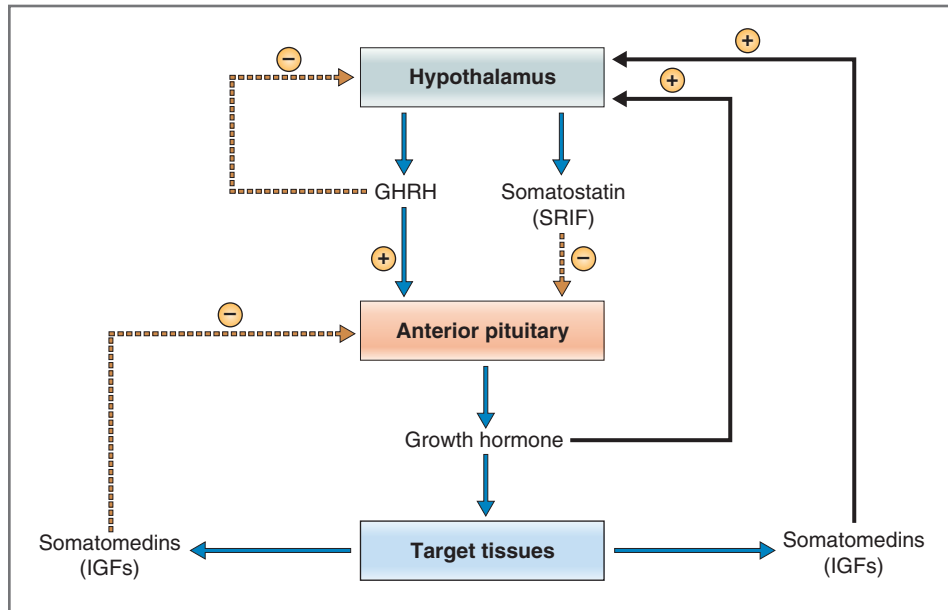 +
−
+
Hypothalamus
GHRH
Somatostatin
(SRIF)
+
−
−
Anterior pituitary
Growth hormone
Somatomedins
(IGFs)
Target tissues
Somatomedins
(IGFs)